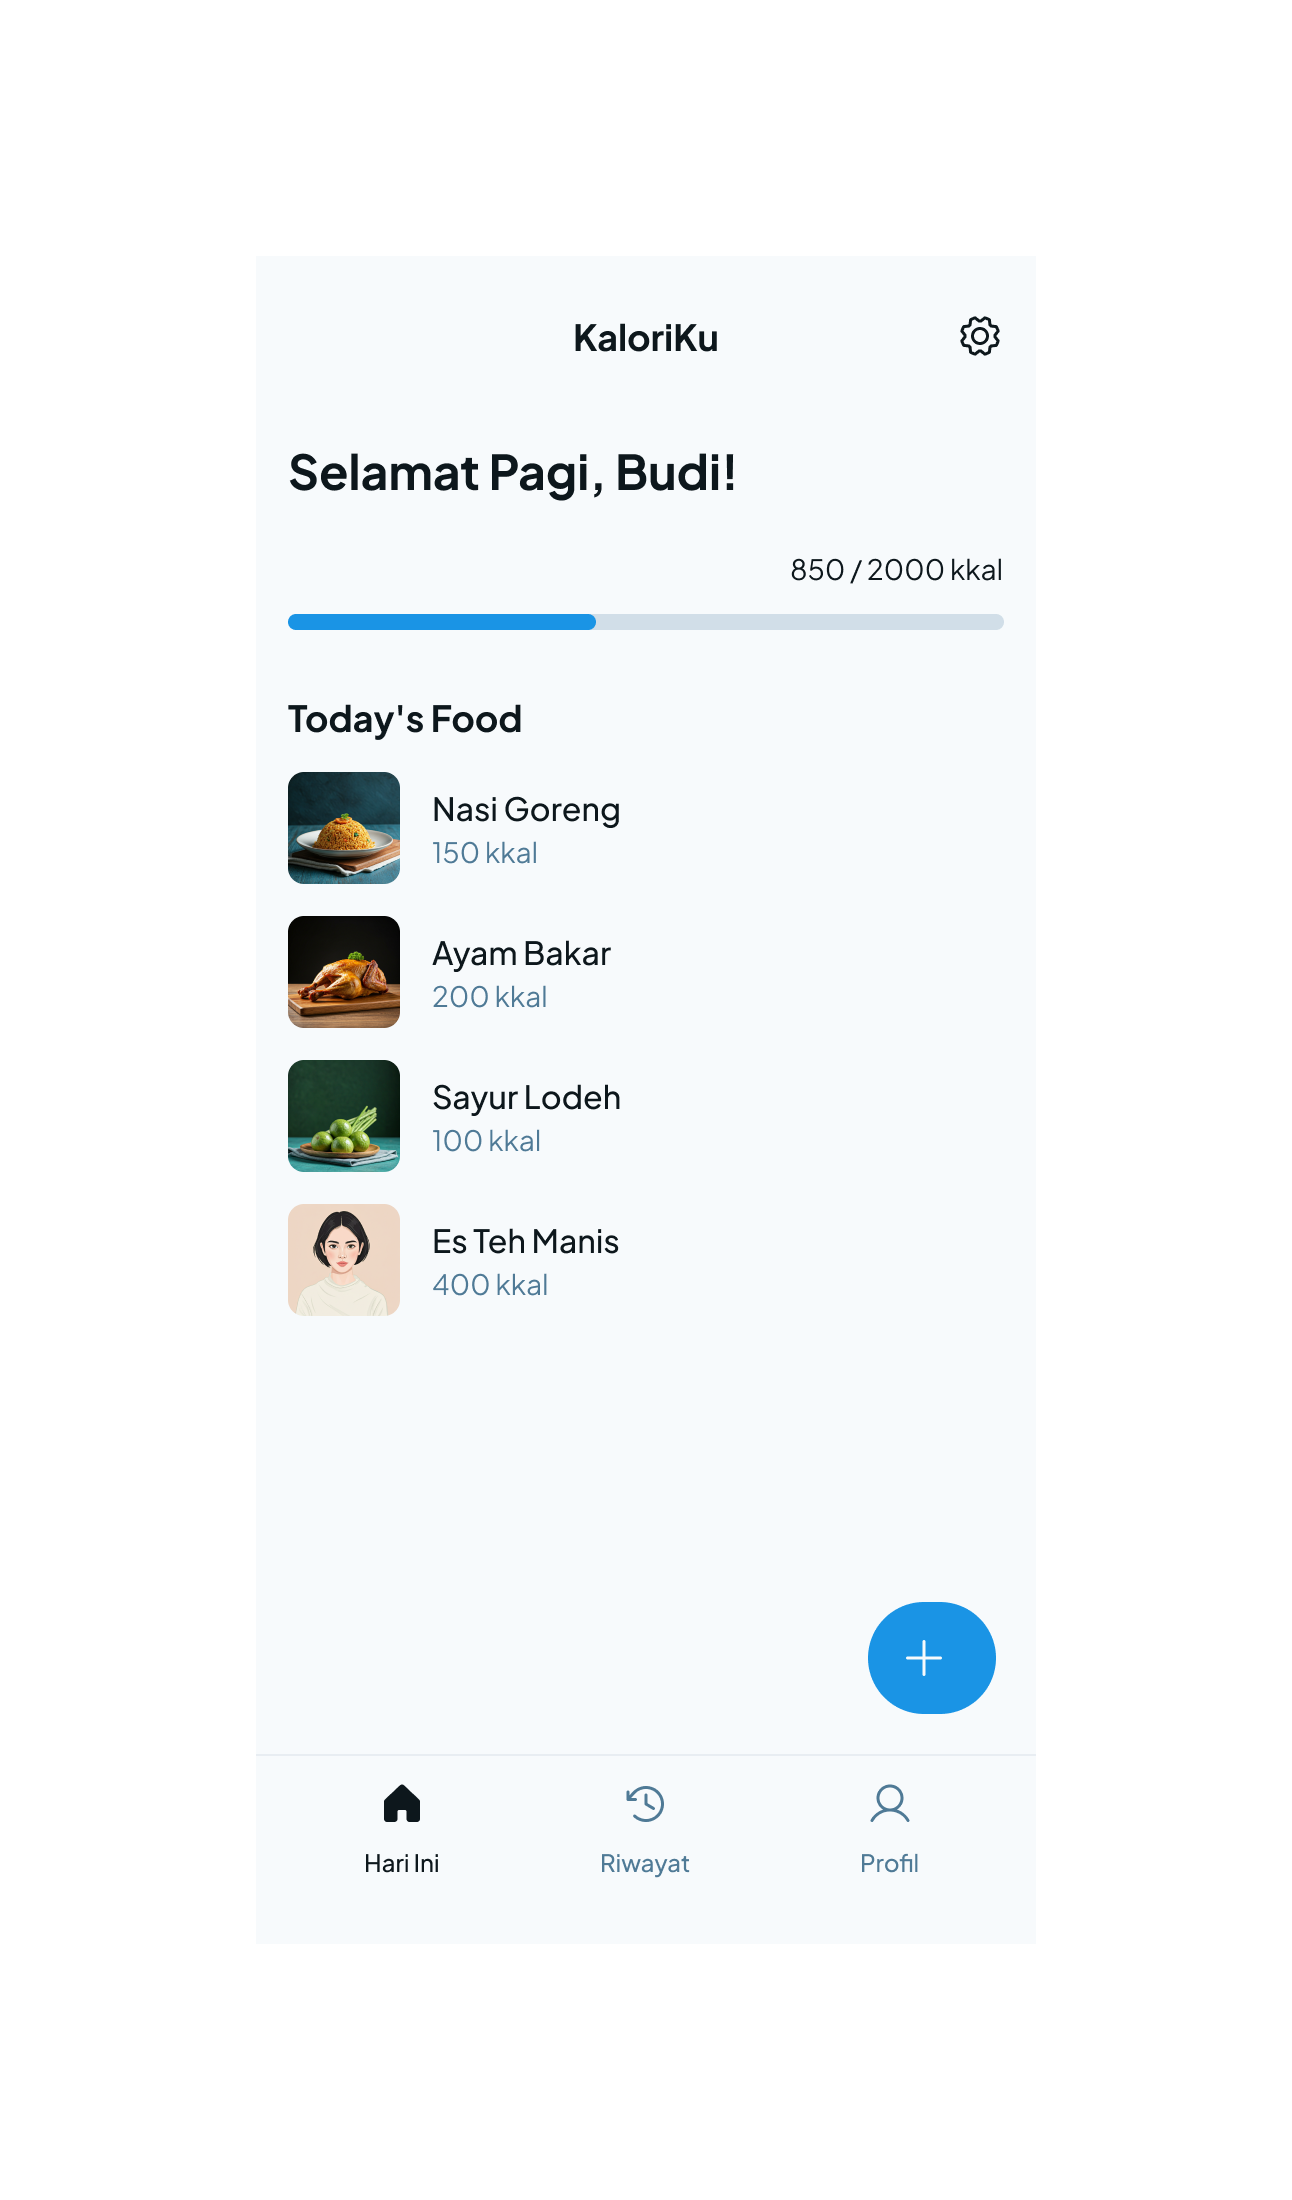 KaloriKu
Selamat Pagi, Budi!
850 / 2000 kkal
Today's Food
Nasi Goreng
150 kkal
Ayam Bakar
200 kkal
Sayur Lodeh
100 kkal
Es Teh Manis
400 kkal
Hari Ini
Riwayat
Profil